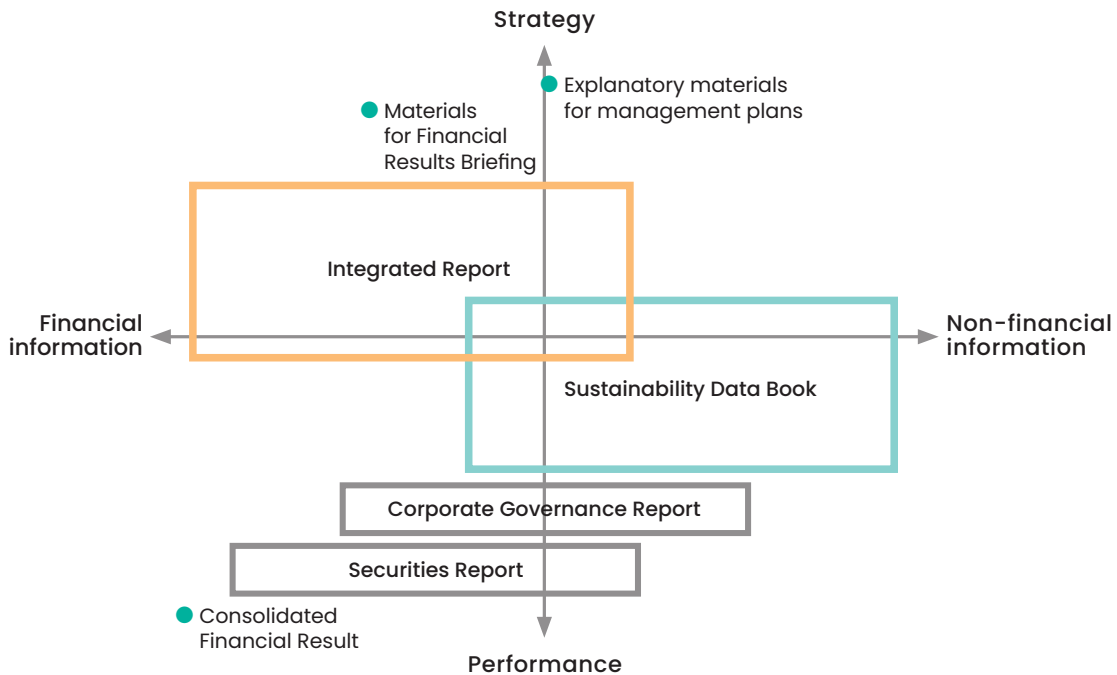 Strategy
Explanatory materials
for management plans
Materials
for Financial
Results Briefing
Integrated Report
Financial
information
Non-financial
information
Sustainability Data Book
Corporate Governance Report
Securities Report
Consolidated
Financial Result
Performance